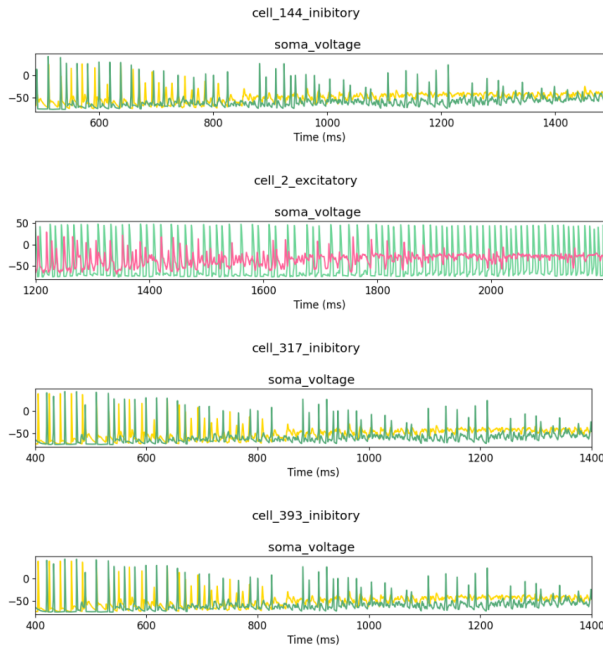 cell_144_inibitory
soma_voltage
0
−50
600 800 1000 1200 1400
Time (ms)
cell_2_excitatory
soma_voltage
50
0
−50
1200 1400 1600 1800 2000
Time (ms)
cell_317_inibitory
soma_voltage
0
−50
400 600 800 1000 1200 1400
Time (ms)
cell_393_inibitory
soma_voltage
0
−50
400 600 800 1000 1200 1400
Time (ms)